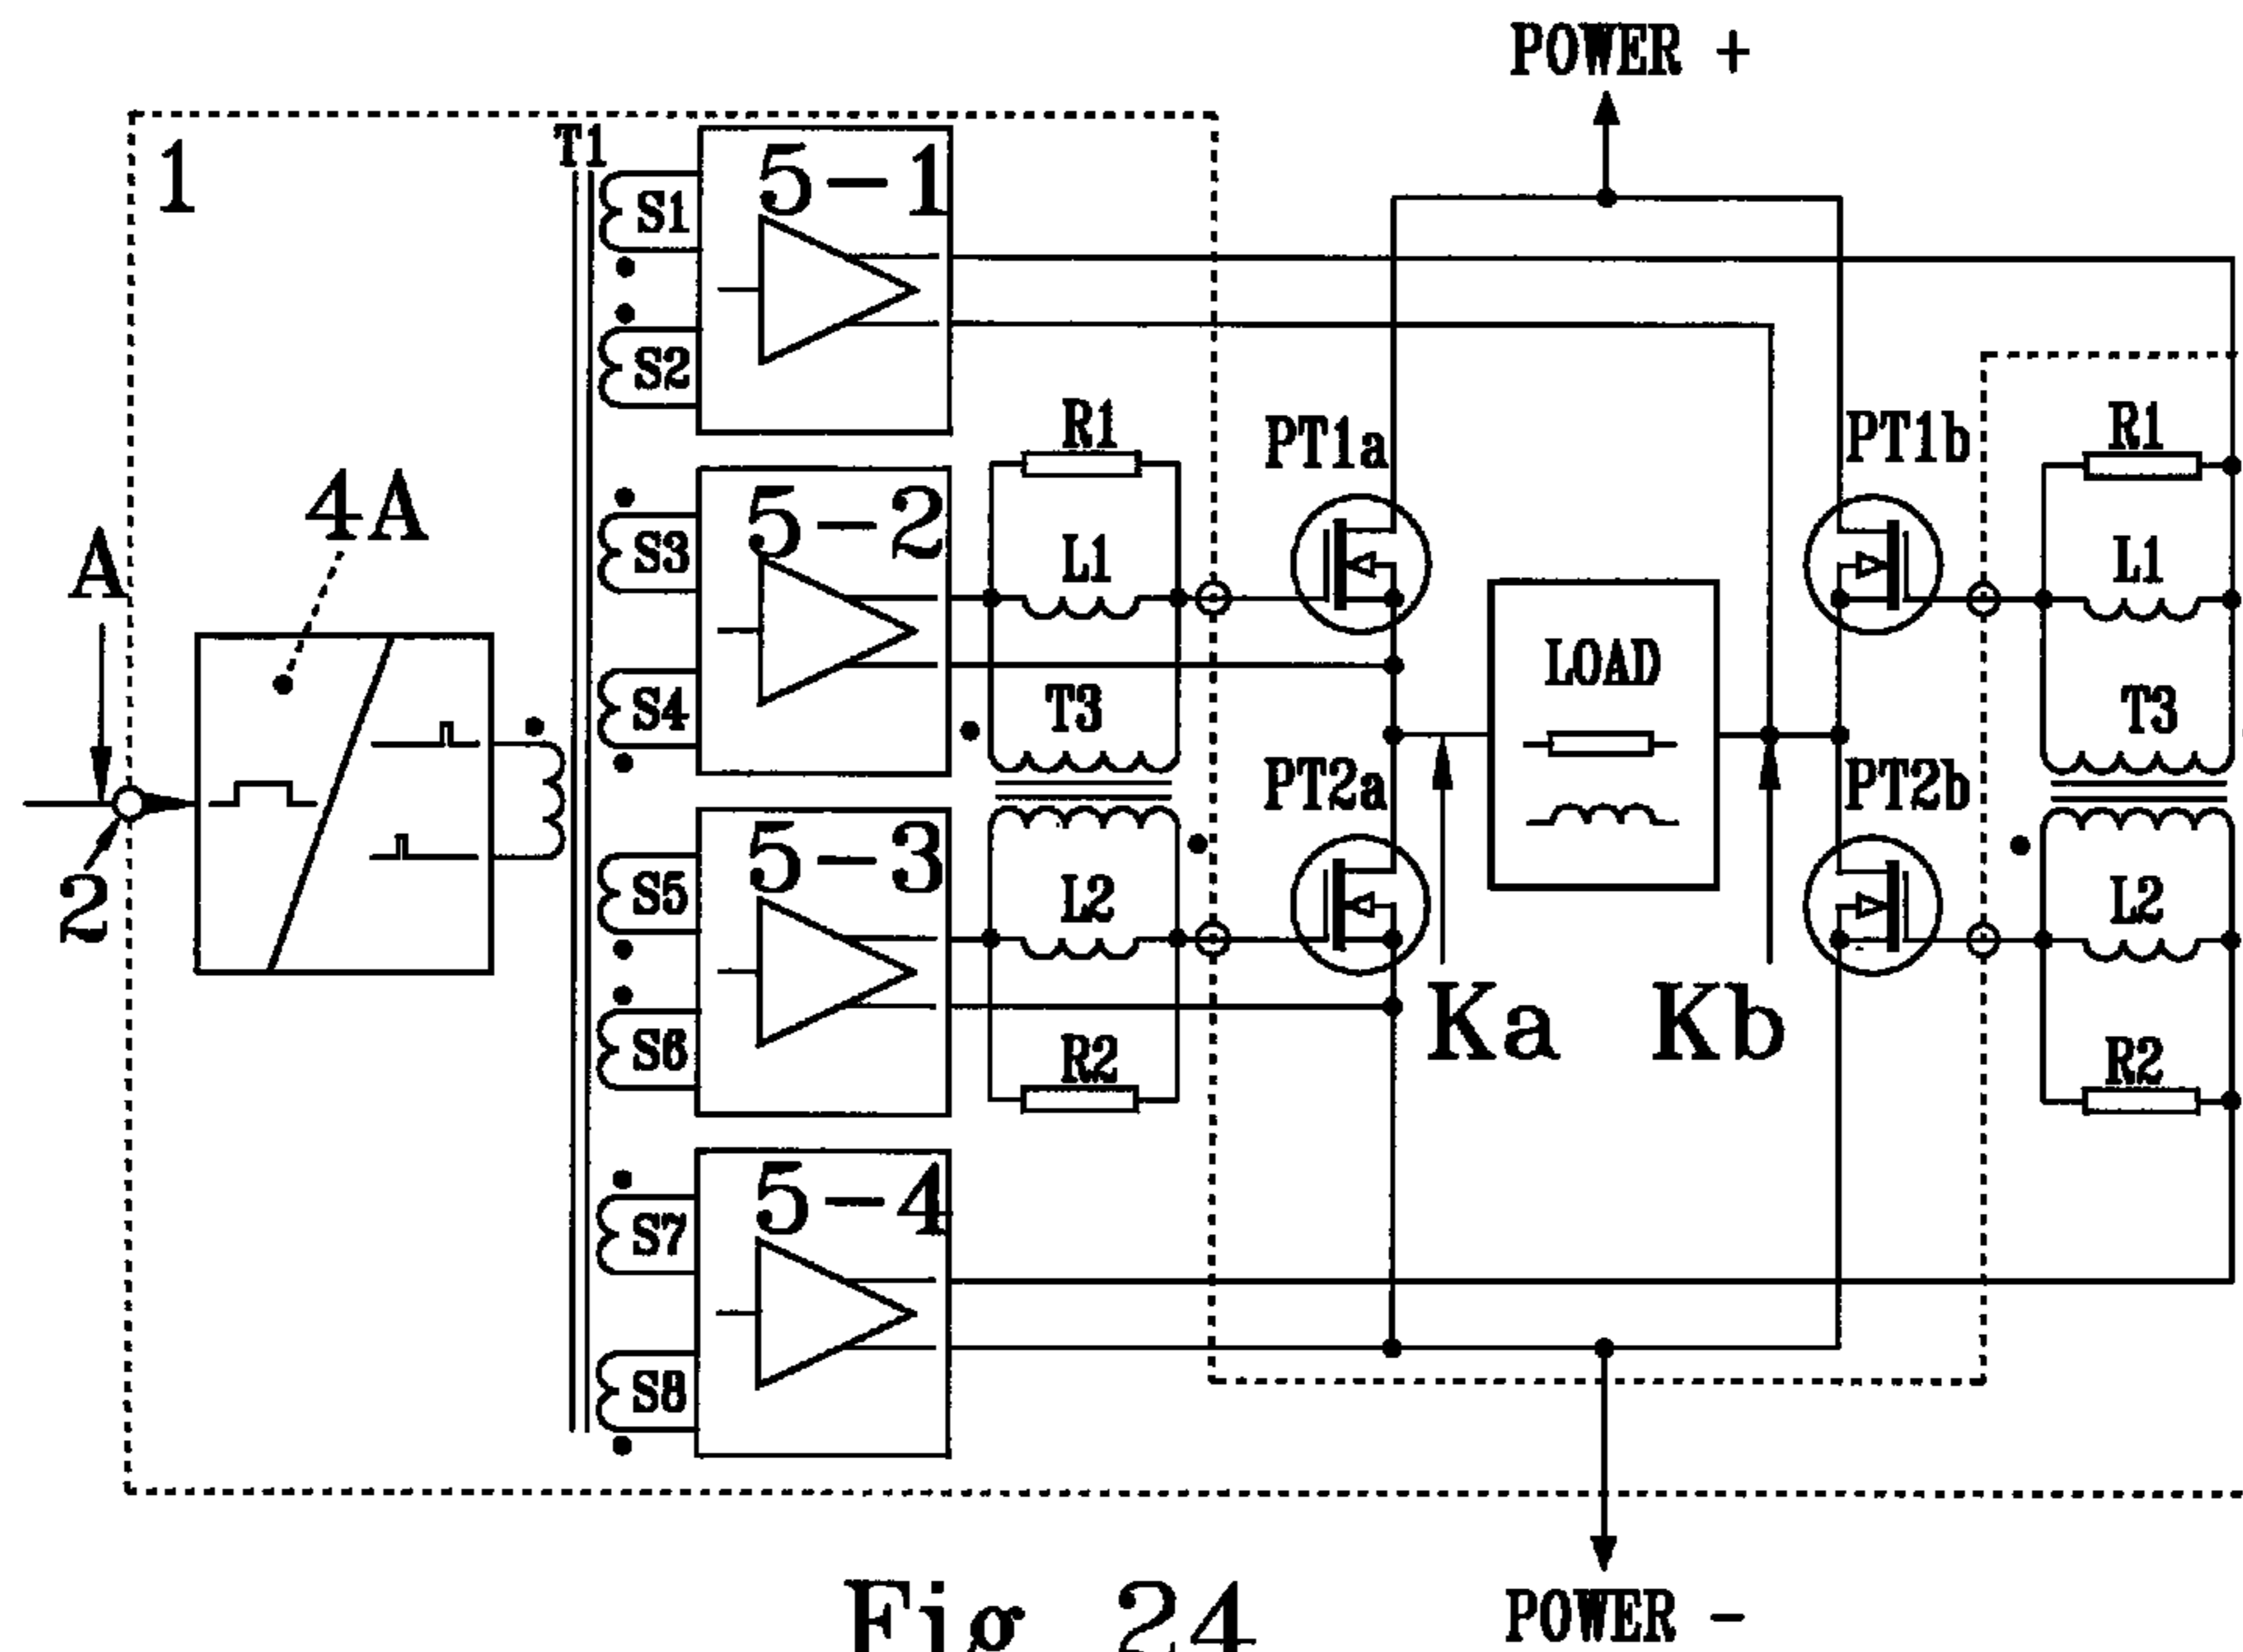 POWER +
1
T1
S1
5-1
S2
R1
PT1a
PT1b
R1
4A
S3
5-2
L1
L1
A
S4
T3
LOAD
T3
PT2a
PT2b
2
S5
5-3
L2
L2
S6
R2
Ka
Kb
R2
S7
5-4
S8
Fig 24
POWER -